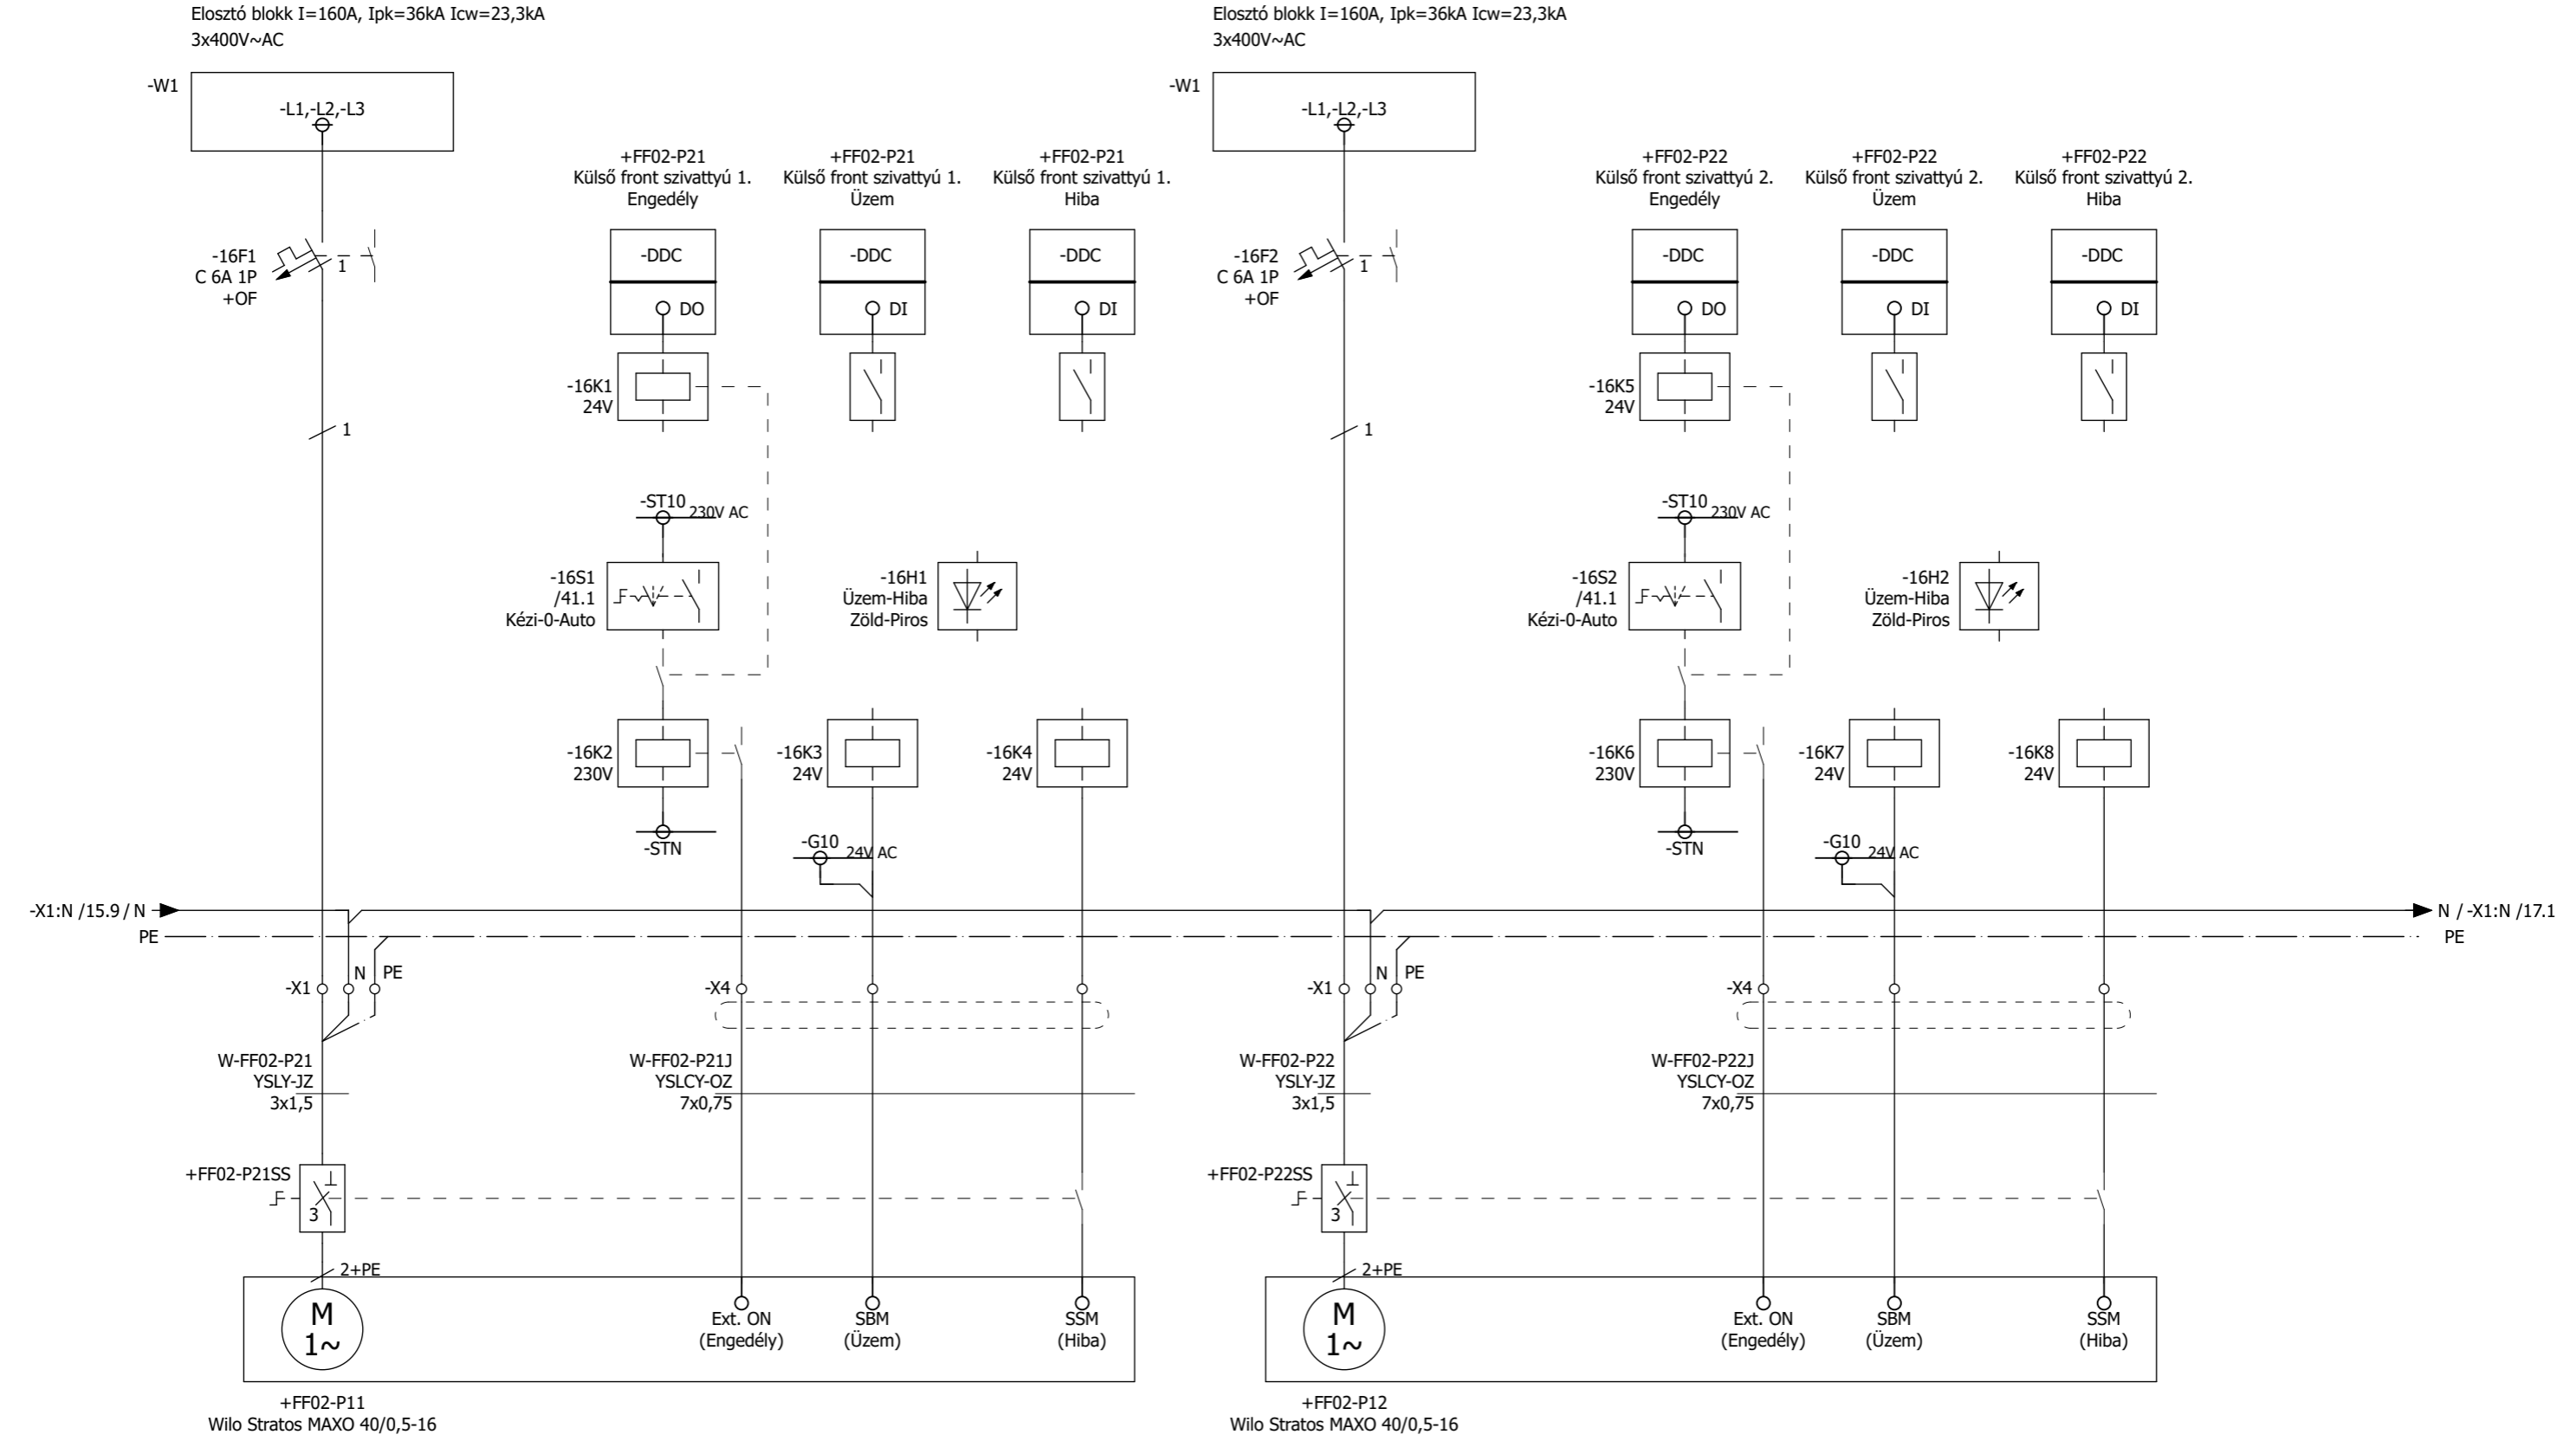 Elosztó blokk I=160A, Ipk=36kA Icw=23,3kA
3x400V~AC
-W1
-L1,-L2,-L3
-16F1
C 6A 1P
+OF
1
1
+FF02-P21
Külső front szivattyú 1.
Engedély
-DDC
DO
-16K1
24V
+FF02-P21
Külső front szivattyú 1.
Üzem
-DDC
DI
+FF02-P21
Külső front szivattyú 1.
Hiba
-DDC
DI
-ST10
230V AC
-16S1
/41.1
Kézi-0-Auto
-16H1
Üzem-Hiba
Zöld-Piros
-16K2
230V
-STN
-16K3
24V
-G10
24V AC
-16K4
24V
-X1:N /15.9 / N
PE
-X1
N
PE
-X4
W-FF02-P21
YSLY-JZ
3x1,5
W-FF02-P21J
YSLCY-OZ
7x0,75
+FF02-P21SS
3
2+PE
M
1~
Ext. ON
(Engedély)
SBM
(Üzem)
SSM
(Hiba)
+FF02-P11
Wilo Stratos MAXO 40/0,5-16
Elosztó blokk I=160A, Ipk=36kA Icw=23,3kA
3x400V~AC
-W1
-L1,-L2,-L3
-16F2
C 6A 1P
+OF
1
1
+FF02-P22
Külső front szivattyú 2.
Engedély
-DDC
DO
-16K5
24V
+FF02-P22
Külső front szivattyú 2.
Üzem
-DDC
DI
+FF02-P22
Külső front szivattyú 2.
Hiba
-DDC
DI
-ST10
230V AC
-16S2
/41.1
Kézi-0-Auto
-16H2
Üzem-Hiba
Zöld-Piros
-16K6
230V
-STN
-16K7
24V
-G10
24V AC
-16K8
24V
N / -X1:N /17.1
PE
-X1
N
PE
-X4
W-FF02-P22
YSLY-JZ
3x1,5
W-FF02-P22J
YSLCY-OZ
7x0,75
+FF02-P22SS
3
2+PE
M
1~
Ext. ON
(Engedély)
SBM
(Üzem)
SSM
(Hiba)
+FF02-P12
Wilo Stratos MAXO 40/0,5-16